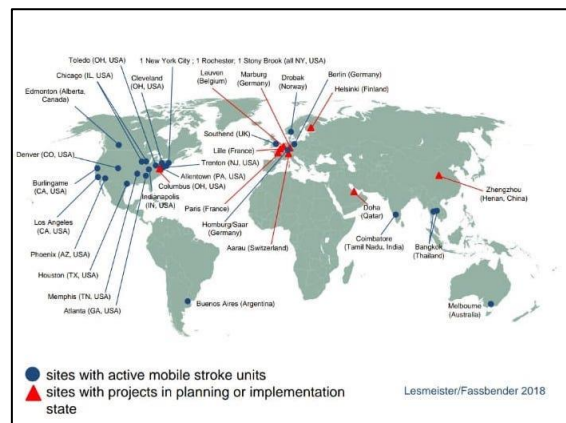 Toledo (OH, USA)
1 New York City ; 1 Rochester; 1 Stony Brook (all NY, USA)
Chicago (IL, USA)
Cleveland
(OH, USA)
Leuven
(Belgium)
Marburg
(Germany)
Drobak
(Norway)
Berlin (Germany)
Helsinki (Finland)
Edmonton (Alberta,
Canada)
Southend (UK)
Denver (CO, USA)
Lille (France)
Trenton (NJ, USA)
Allentown (PA, USA)
Columbus (OH, USA)
Burlingame
(CA, USA)
Indianapolis
(IN, USA)
Paris (France)
Doha
(Qatar)
Zhengzhou
(Henan, China)
Los Angeles
(CA, USA)
Homburg/Saar
(Germany)
Coimbatore
(Tamil Nadu, India)
Bangkok
(Thailand)
Phoenix (AZ, USA)
Aarau (Switzerland)
Houston (TX, USA)
Memphis (TN. USA)
Atlanta (GA, USA)
Buenos Aires (Argentina)
Melbourne
(Australia)
sites with active mobile stroke units
sites with projects in planning or implementation
state
Lesmeister/Fassbender 2018